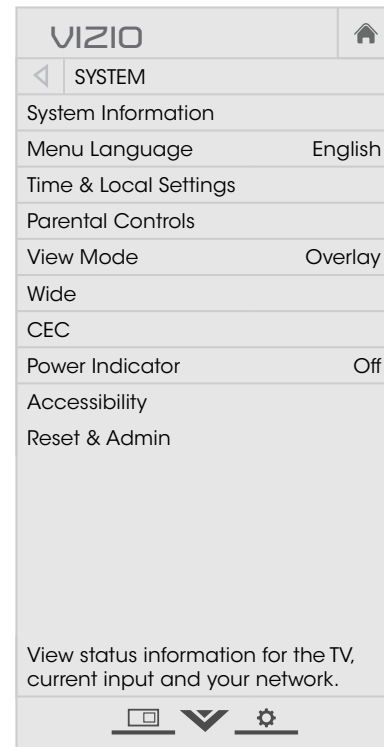 VIZIO
SYSTEM
System Information
Menu Language English
Time & Local Settings
Parental Controls
View Mode Overlay
Wide
CEC
Power Indicator Off
Accessibility
Reset & Admin
View status information for the TV,
current input and your network.